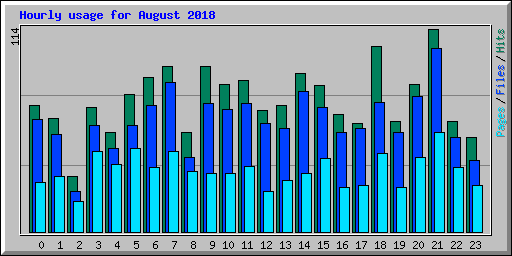 Hourly usage for August 2018
114
Pages/Files/Hits
0 1 2 3 4 5 6 7 8 9 10 11 12 13 14 15 16 17 18 19 20 21 22 23